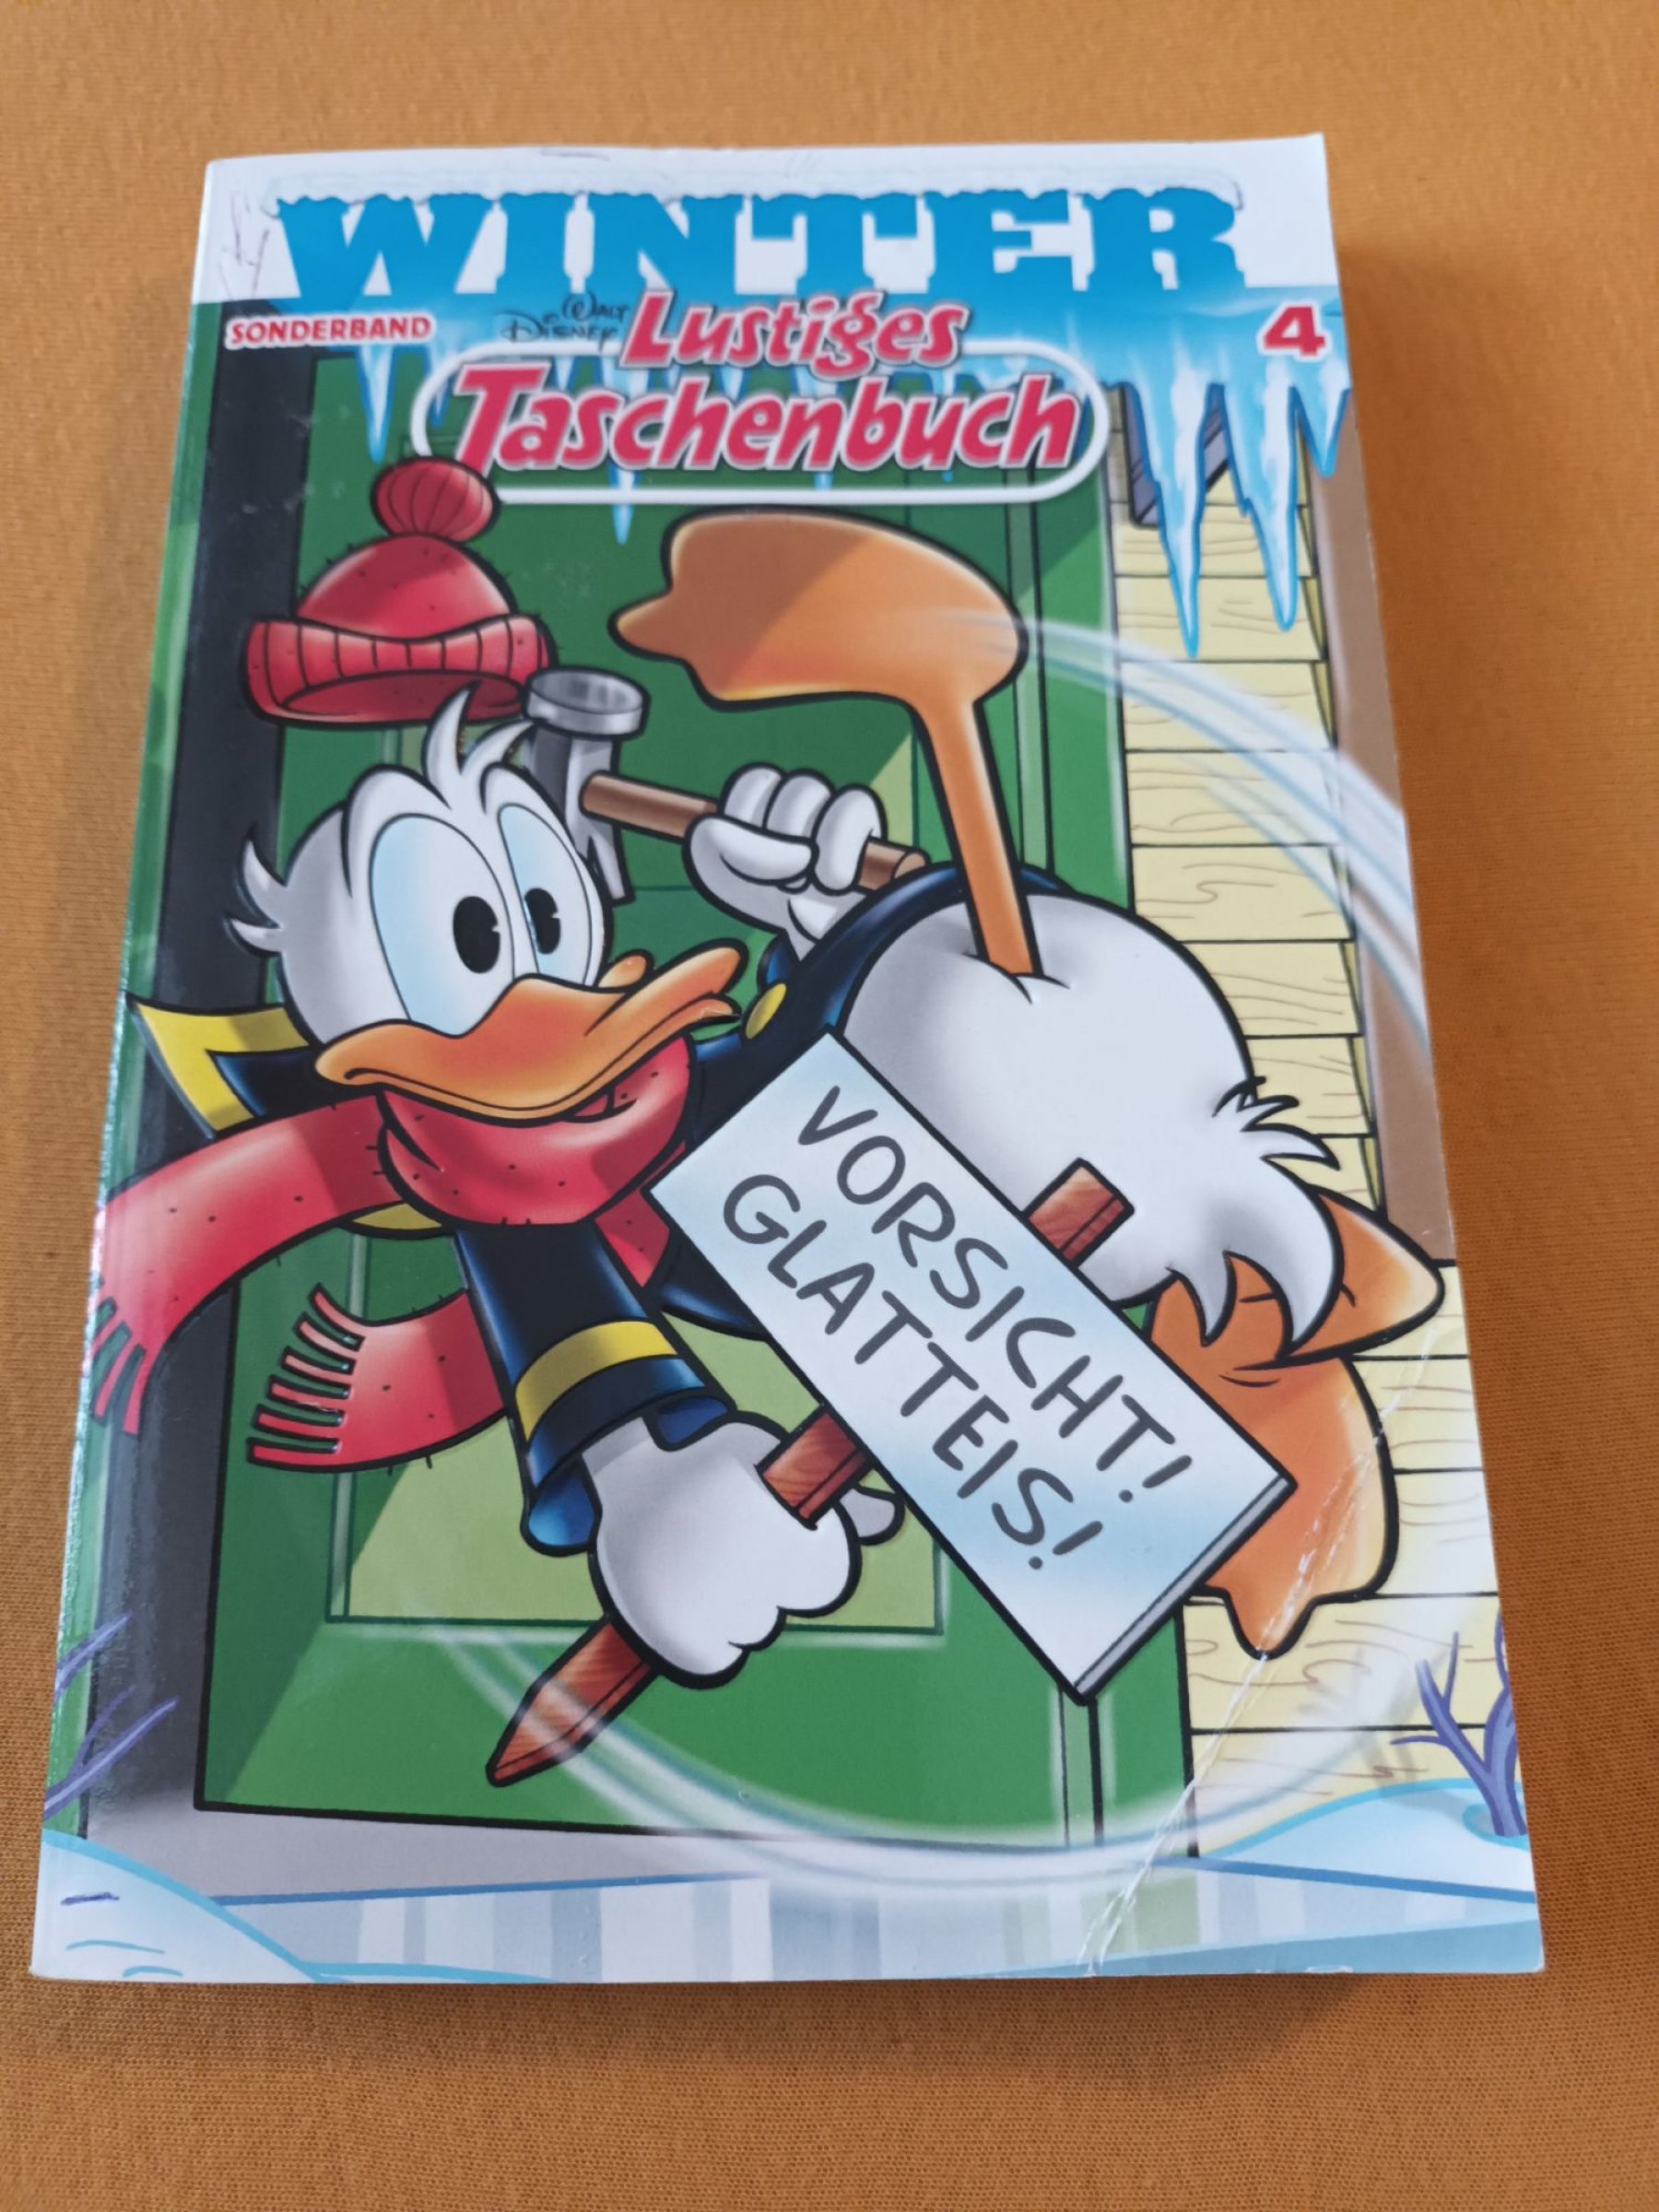 WINTER
SONDERBAND
WALT DISNEY
Lustiges
4
Taschenbuch
VORSICHT!
GLATTEIS!